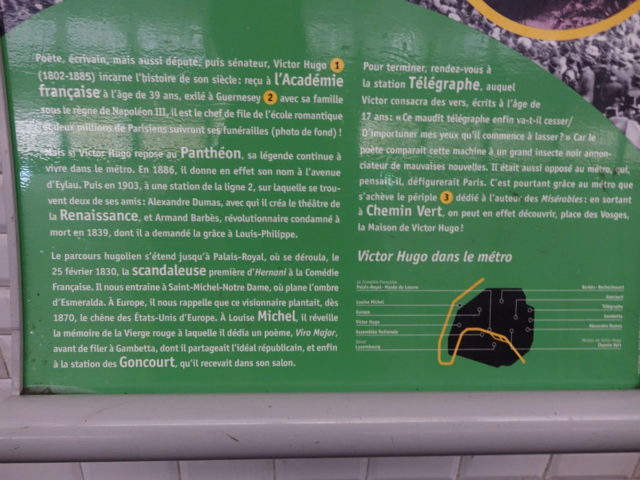 Poète, écrivain, mais aussi député, puis sénateur, Victor Hugo 1
(1802-1885) incarne l'histoire de son siècle : reçu à l'Académie
française à l'âge de 39 ans, exilé à Guernesey 2 avec sa famille
sous le règne de Napoléon III, il est le chef de file de l'école romantique
et deux millions de Parisiens suivront ses funérailles (photo de fond) !
Mais si Victor Hugo repose au Panthéon, sa légende continue à
vivre dans le métro. En 1886, il donne en effet son nom à l'avenue
d'Eylau. Puis en 1903, à une station de la ligne 2, sur laquelle se trou-
vent deux de ses amis : Alexandre Dumas, avec qui il créa le théâtre de
la Renaissance, et Armand Barbès, révolutionnaire condamné à
mort en 1839, dont il a demandé la grâce à Louis-Philippe.
Le parcours hugolien s'étend jusqu'à Palais-Royal, où se déroula, le
25 février 1830, la scandaleuse première d'Hernani à la Comédie
Française. Il nous entraîne à Saint-Michel-Notre Dame, où plane l'ombre
d'Esmeralda. À Europe, il nous rappelle que ce visionnaire plantait, dès
1870, le chêne des États-Unis d'Europe. À Louise Michel, il réveille
la mémoire de la Vierge rouge à laquelle il dédia un poème, Viro Major,
avant de filer à Gambetta, dont il partageait l'idéal républicain, et enfin
à la station des Goncourt, qu'il recevait dans son salon.
Pour terminer, rendez-vous à
la station Télégraphe, auquel
Victor consacra des vers, écrits à l'âge de
17 ans : « Ce maudit télégraphe enfin va-t-il cesser/
D'importuner mes yeux qu'il commence à lasser ? » Car le
poète comparait cette machine à un grand insecte noir annon-
ciateur de mauvaises nouvelles. Il était aussi opposé au métro, qui,
pensait-il, défigurerait Paris. C'est pourtant grâce au métro que
s'achève le périple 3 dédié à l'auteur des Misérables : en sortant
à Chemin Vert, on peut en effet découvrir, place des Vosges,
la Maison de Victor Hugo !
Victor Hugo dans le métro
La Comédie-Française
Palais-Royal - Musée du Louvre
Louise Michel
Europe
Victor Hugo
Assemblée Nationale
Sénat
Luxembourg
Barbès - Rochechouart
Goncourt
Télégraphe
Gambetta
Alexandre Dumas
Maison de Victor Hugo
Chemin Vert